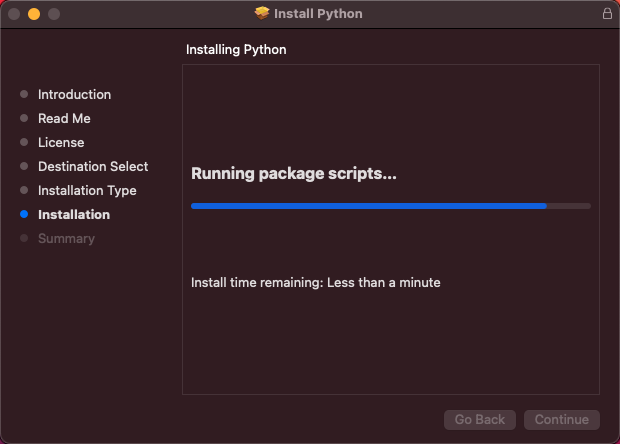 Install Python
Installing Python
Introduction
Read Me
License
Destination Select
Installation Type
Installation
Summary
Running package scripts...
Install time remaining: Less than a minute
Go Back
Continue